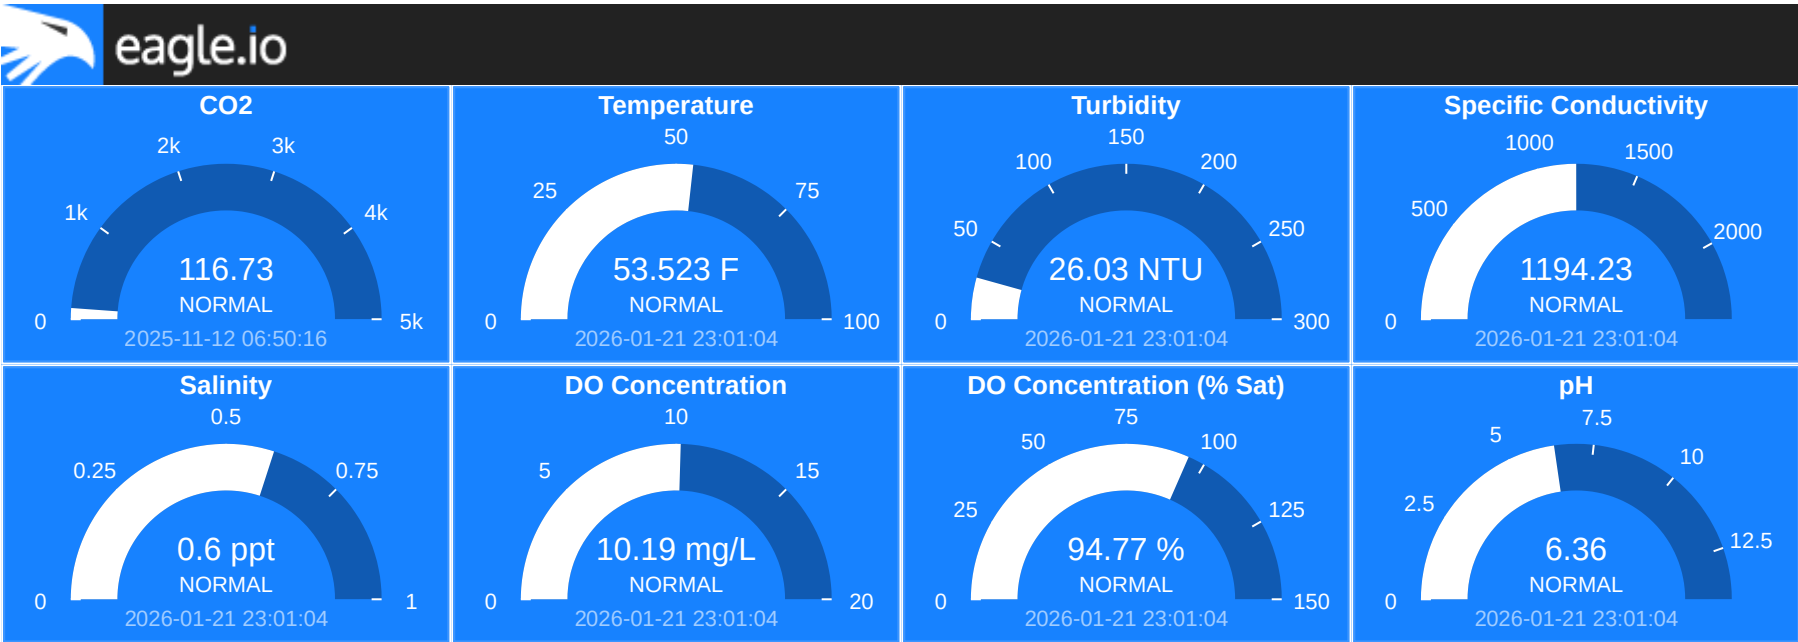 eagle.io
CO2
0
1k
2k
3k
4k
5k
116.73
NORMAL
2025-11-12 06:50:16
Temperature
0
25
50
75
100
53.523 F
NORMAL
2026-01-21 23:01:04
Turbidity
0
50
100
150
200
250
300
26.03 NTU
NORMAL
2026-01-21 23:01:04
Specific Conductivity
0
500
1000
1500
2000
1194.23
NORMAL
2026-01-21 23:01:04
Salinity
0
0.25
0.5
0.75
1
0.6 ppt
NORMAL
2026-01-21 23:01:04
DO Concentration
0
5
10
15
20
10.19 mg/L
NORMAL
2026-01-21 23:01:04
DO Concentration (% Sat)
0
25
50
75
100
125
150
94.77 %
NORMAL
2026-01-21 23:01:04
pH
0
2.5
5
7.5
10
12.5
6.36
NORMAL
2026-01-21 23:01:04